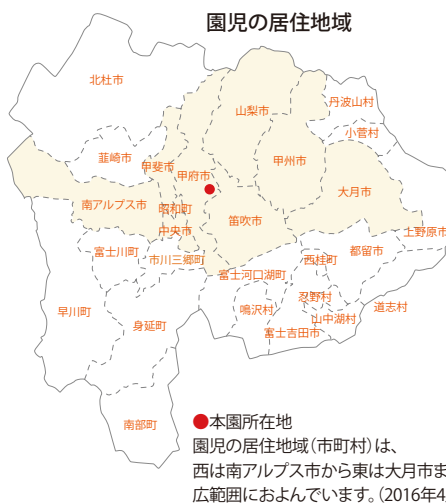 園児の居住地域
北杜市
丹波山村
山梨市
小菅村
韮崎市
甲斐市
甲府市
甲州市
大月市
南アルプス市
昭和町
笛吹市
中央市
上野原市
富士川町
市川三郷町
都留市
西桂町
富士河口湖町
早川町
忍野村
道志村
鳴沢村
山中湖村
身延町
富士吉田市
南部町
●本園所在地
園児の居住地域(市町村)は、
西は南アルプス市から東は大月市ま
広範囲におよんでいます。(2016年4